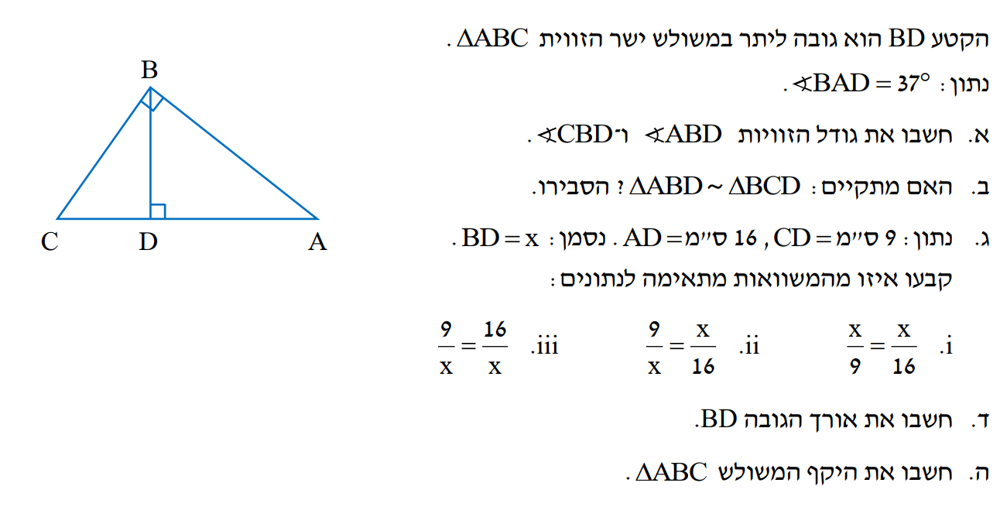 הקטע BD הוא גובה ליתר במשולש ישר הזווית ΔABC .
נתון : ∢BAD = 37° .
א. חשבו את גודל הזוויות ∢ABD ו־∢CBD .
ב. האם מתקיים : ΔABD ~ ΔBCD ? הסבירו.
ג. נתון : 9 ס״מ = CD , 16 ס״מ = AD . נסמן : BD = x .
קבעו איזו מהמשוואות מתאימה לנתונים :
i. x/9 = x/16 ii. 9/x = x/16 iii. 9/x = 16/x
ד. חשבו את אורך הגובה BD.
ה. חשבו את היקף המשולש ΔABC .
B
C D A